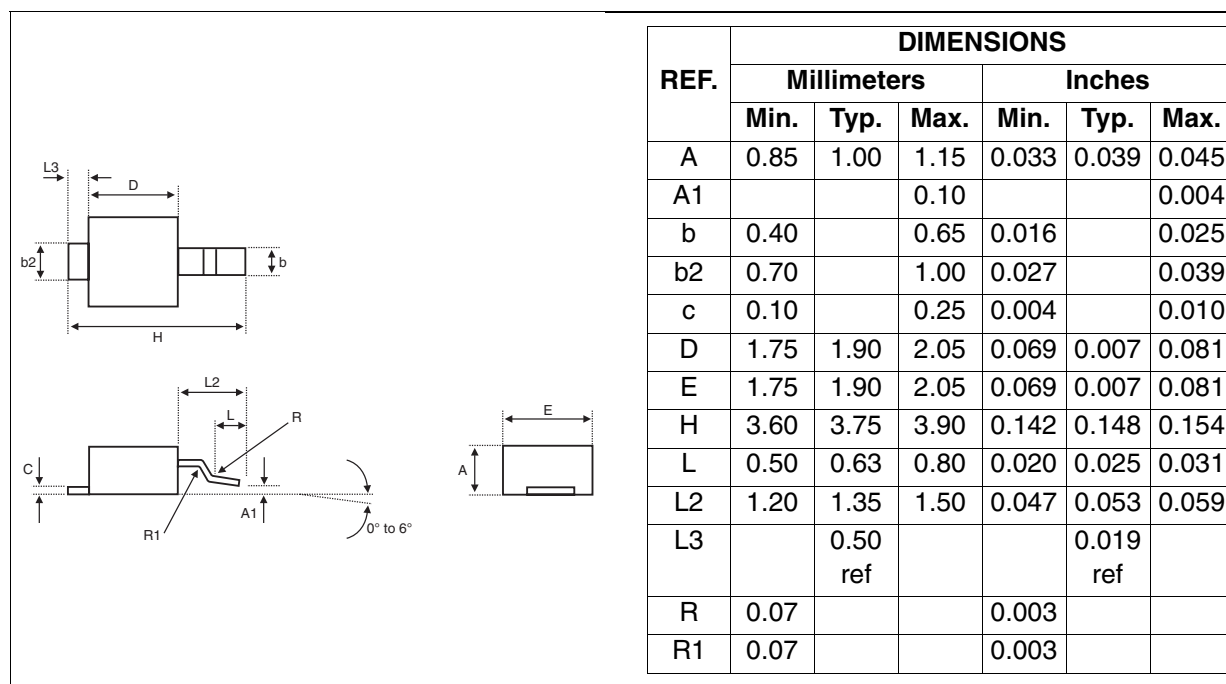 L3
D
b2
b
H
L2
L
R
C
A1
R1
0° to 6°
E
A
DIMENSIONS
REF. Millimeters Inches
Min. Typ. Max. Min. Typ. Max.
A 0.85 1.00 1.15 0.033 0.039 0.045
A1 0.10 0.004
b 0.40 0.65 0.016 0.025
b2 0.70 1.00 0.027 0.039
c 0.10 0.25 0.004 0.010
D 1.75 1.90 2.05 0.069 0.007 0.081
E 1.75 1.90 2.05 0.069 0.007 0.081
H 3.60 3.75 3.90 0.142 0.148 0.154
L 0.50 0.63 0.80 0.020 0.025 0.031
L2 1.20 1.35 1.50 0.047 0.053 0.059
L3 0.50 0.019
ref ref
R 0.07 0.003
R1 0.07 0.003